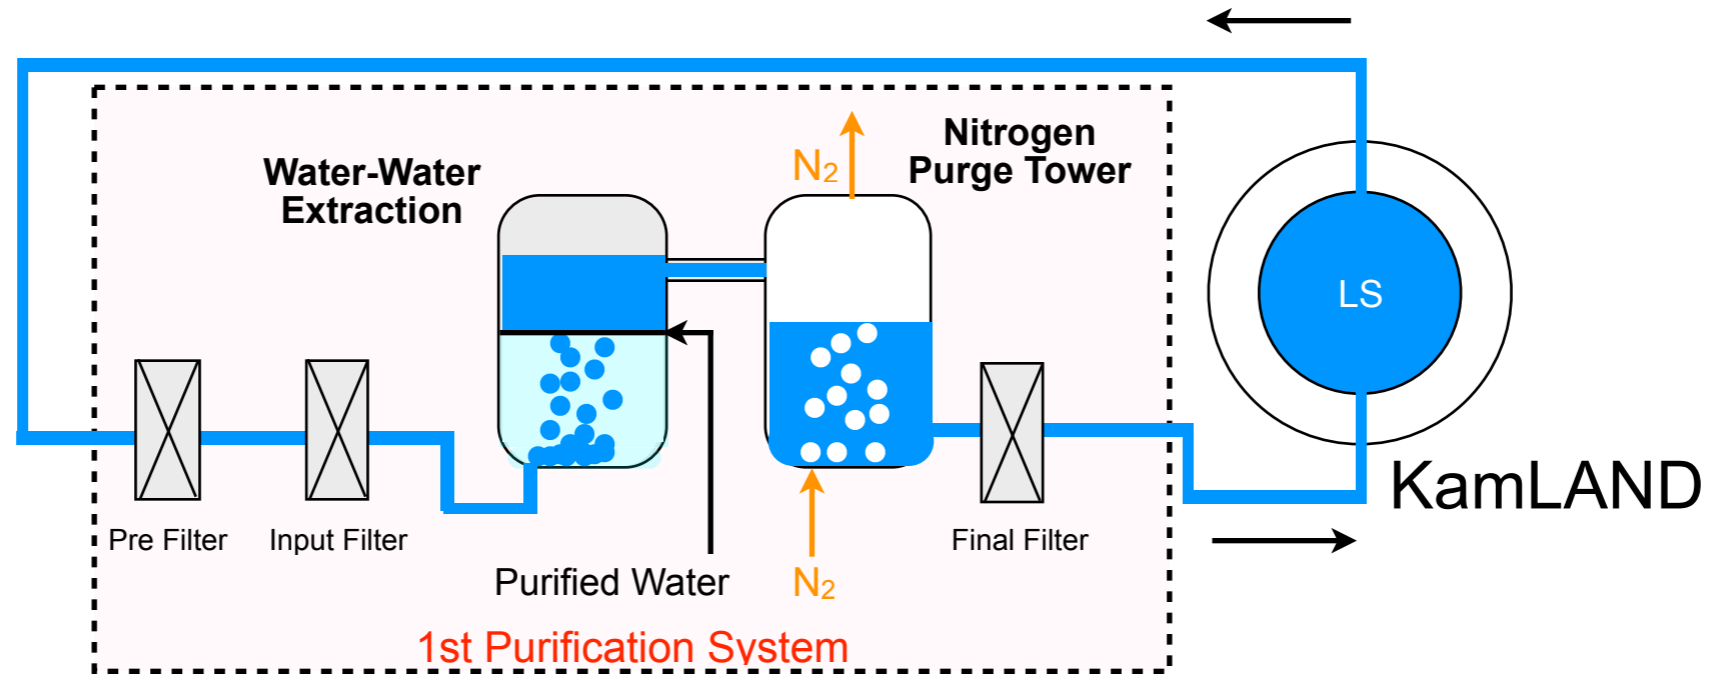 Water-Water
Extraction
Nitrogen
Purge Tower
N₂
LS
KamLAND
Pre Filter
Input Filter
Final Filter
Purified Water
N₂
1st Purification System